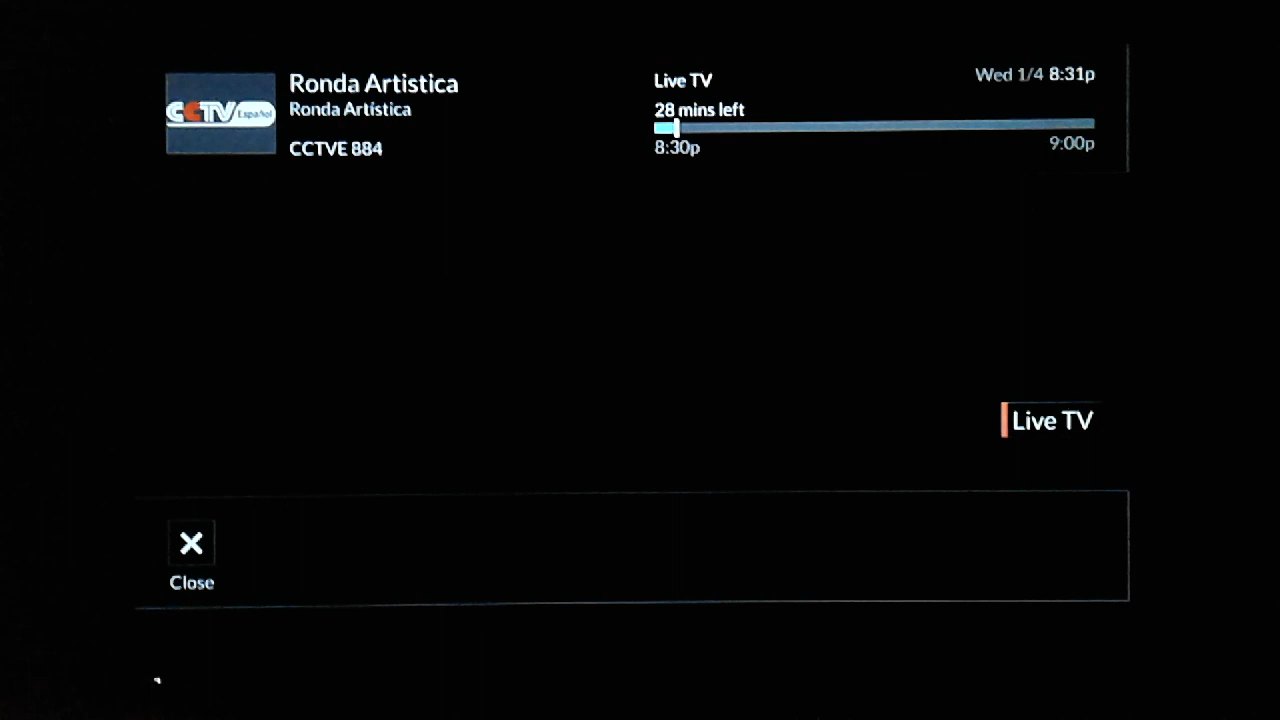 CCTV Español
Ronda Artistica
Ronda Artistica
CCTVE 884
Live TV
28 mins left
8:30p
9:00p
Wed 1/4 8:31p
Live TV
Close